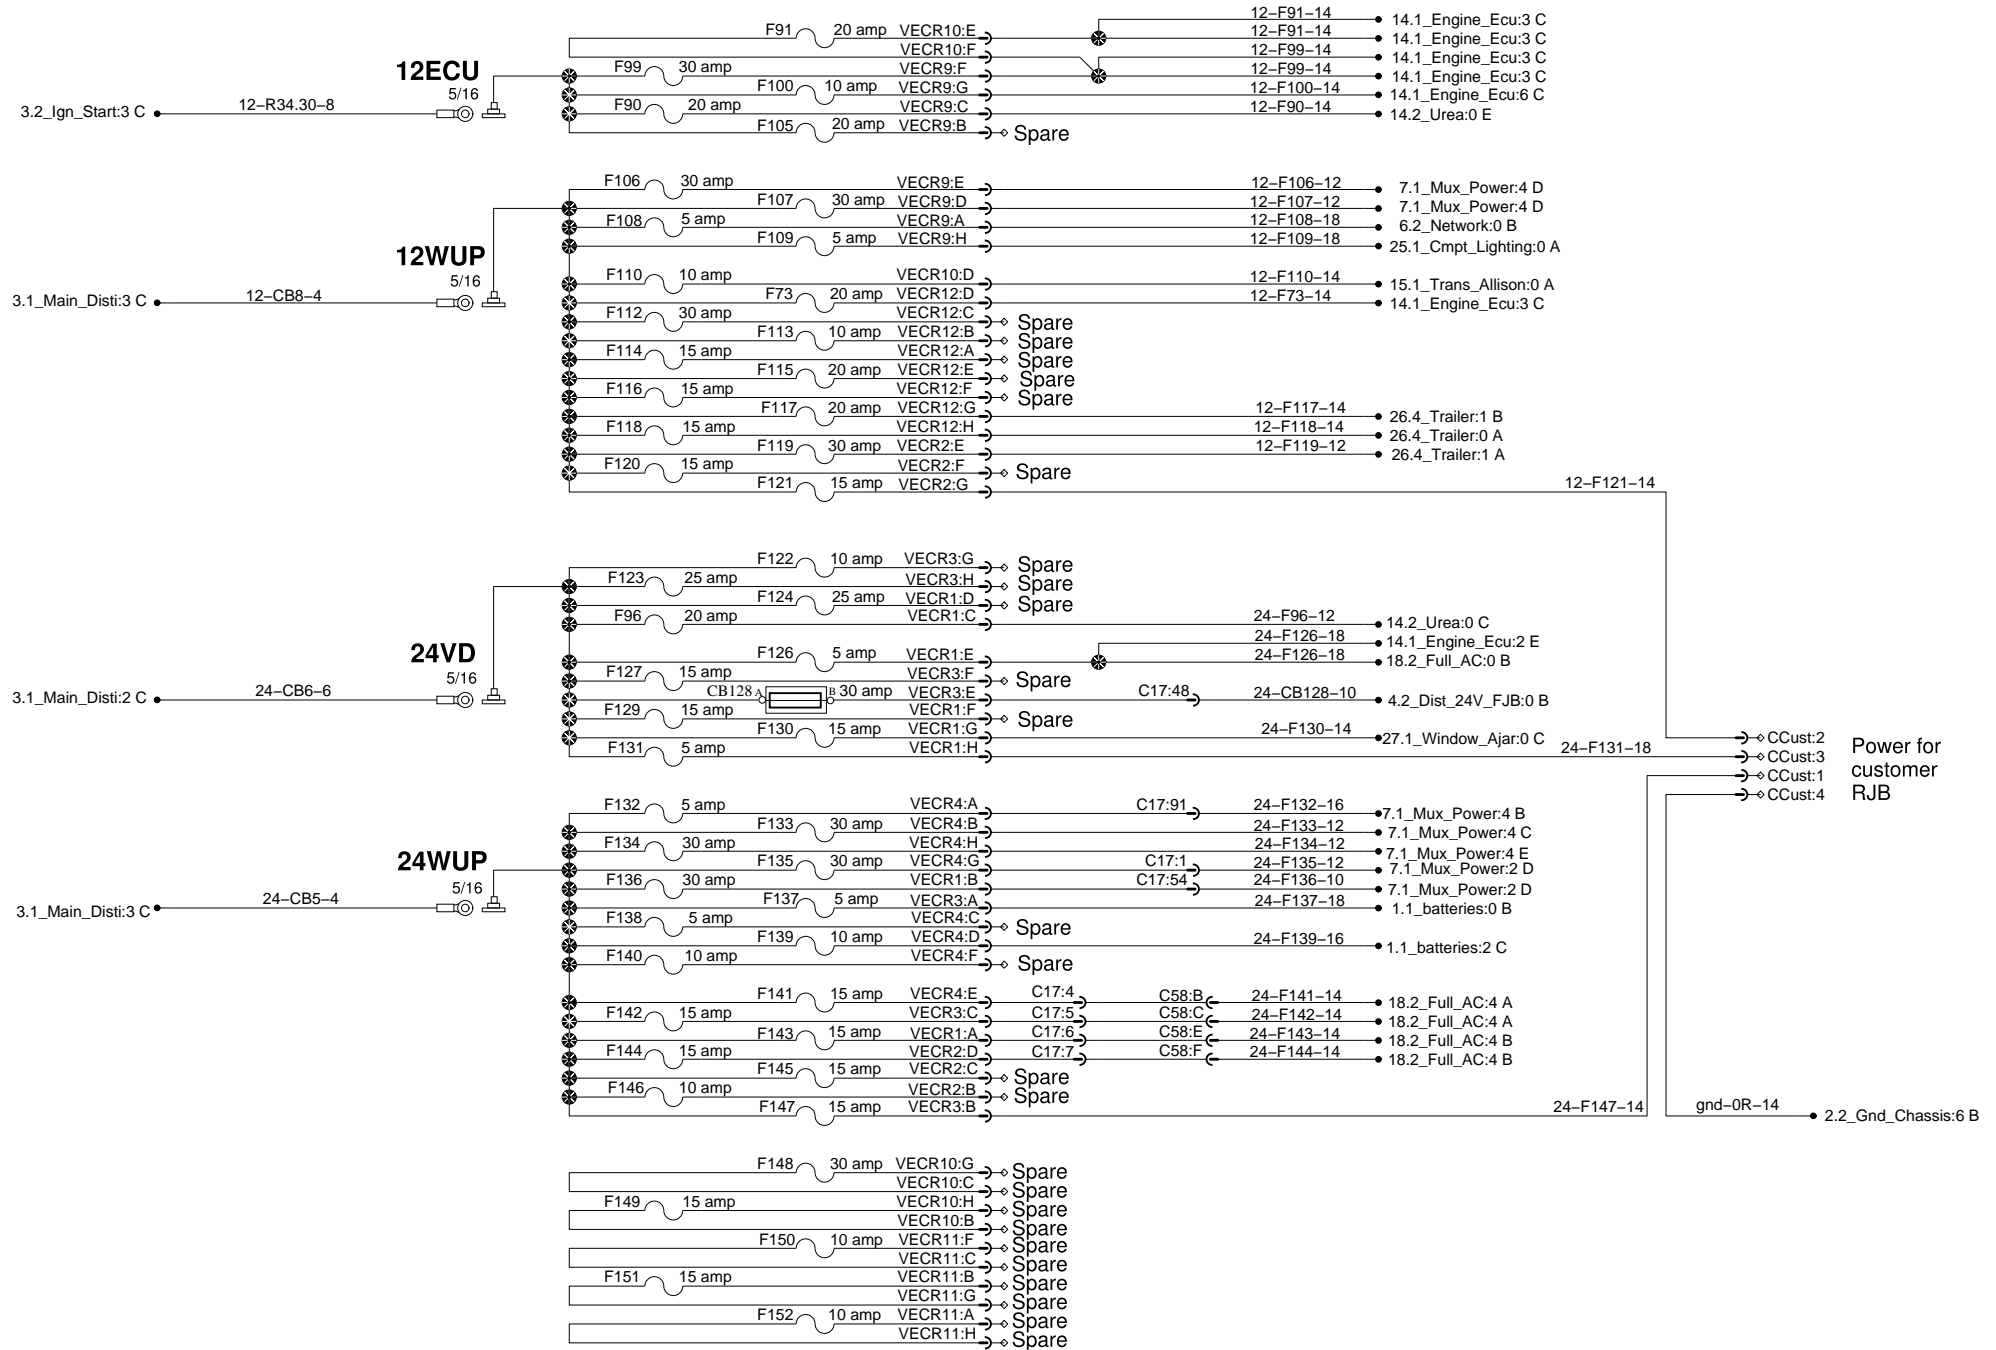 F91 20 amp VECR10:E 12–F91–14 14.1_Engine_Ecu:3 C
12–F91–14 14.1_Engine_Ecu:3 C
VECR10:F 12–F99–14 14.1_Engine_Ecu:3 C
12ECU F99 30 amp VECR9:F 12–F99–14 14.1_Engine_Ecu:3 C
5/16 F100 10 amp VECR9:G 12–F100–14 14.1_Engine_Ecu:6 C
3.2_Ign_Start:3 C 12–R34.30–8 F90 20 amp VECR9:C 12–F90–14 14.2_Urea:0 E
F105 20 amp VECR9:B Spare
F106 30 amp VECR9:E 12–F106–12 7.1_Mux_Power:4 D
F107 30 amp VECR9:D 12–F107–12 7.1_Mux_Power:4 D
F108 5 amp VECR9:A 12–F108–18 6.2_Network:0 B
12WUP F109 5 amp VECR9:H 12–F109–18 25.1_Cmpt_Lighting:0 A
5/16 F110 10 amp VECR10:D 12–F110–14 15.1_Trans_Allison:0 A
3.1_Main_Disti:3 C 12–CB8–4 F73 20 amp VECR12:D 12–F73–14 14.1_Engine_Ecu:3 C
F112 30 amp VECR12:C Spare
F113 10 amp VECR12:B Spare
F114 15 amp VECR12:A Spare
F115 20 amp VECR12:E Spare
F116 15 amp VECR12:F Spare
F117 20 amp VECR12:G 12–F117–14 26.4_Trailer:1 B
F118 15 amp VECR12:H 12–F118–14 26.4_Trailer:0 A
F119 30 amp VECR2:E 12–F119–12 26.4_Trailer:1 A
F120 15 amp VECR2:F Spare
F121 15 amp VECR2:G 12–F121–14
F122 10 amp VECR3:G Spare
F123 25 amp VECR3:H Spare
F124 25 amp VECR1:D Spare
F96 20 amp VECR1:C 24–F96–12 14.2_Urea:0 C
24–F126–18 14.1_Engine_Ecu:2 E
24VD F126 5 amp VECR1:E 24–F126–18 18.2_Full_AC:0 B
5/16 F127 15 amp VECR3:F Spare
3.1_Main_Disti:2 C 24–CB6–6 CB128 A B 30 amp VECR3:E C17:48 24–CB128–10 4.2_Dist_24V_FJB:0 B
F129 15 amp VECR1:F Spare
F130 15 amp VECR1:G 24–F130–14 27.1_Window_Ajar:0 C CCust:2
F131 5 amp VECR1:H 24–F131–18 CCust:3
CCust:1
CCust:4
Power for
customer
RJB
F132 5 amp VECR4:A C17:91 24–F132–16 7.1_Mux_Power:4 B
F133 30 amp VECR4:B 24–F133–12 7.1_Mux_Power:4 C
F134 30 amp VECR4:H 24–F134–12 7.1_Mux_Power:4 E
24WUP F135 30 amp VECR4:G C17:1 24–F135–12 7.1_Mux_Power:2 D
5/16 F136 30 amp VECR1:B C17:54 24–F136–10 7.1_Mux_Power:2 D
3.1_Main_Disti:3 C 24–CB5–4 F137 5 amp VECR3:A 24–F137–18 1.1_batteries:0 B
F138 5 amp VECR4:C Spare
F139 10 amp VECR4:D 24–F139–16 1.1_batteries:2 C
F140 10 amp VECR4:F Spare
F141 15 amp VECR4:E C17:4 C58:B 24–F141–14 18.2_Full_AC:4 A
F142 15 amp VECR3:C C17:5 C58:C 24–F142–14 18.2_Full_AC:4 A
F143 15 amp VECR1:A C17:6 C58:E 24–F143–14 18.2_Full_AC:4 B
F144 15 amp VECR2:D C17:7 C58:F 24–F144–14 18.2_Full_AC:4 B
F145 15 amp VECR2:C Spare
F146 10 amp VECR2:B Spare
F147 15 amp VECR3:B 24–F147–14 gnd–0R–14 2.2_Gnd_Chassis:6 B
F148 30 amp VECR10:G Spare
VECR10:C Spare
F149 15 amp VECR10:H Spare
VECR10:B Spare
F150 10 amp VECR11:F Spare
VECR11:C Spare
F151 15 amp VECR11:B Spare
VECR11:G Spare
F152 10 amp VECR11:A Spare
VECR11:H Spare